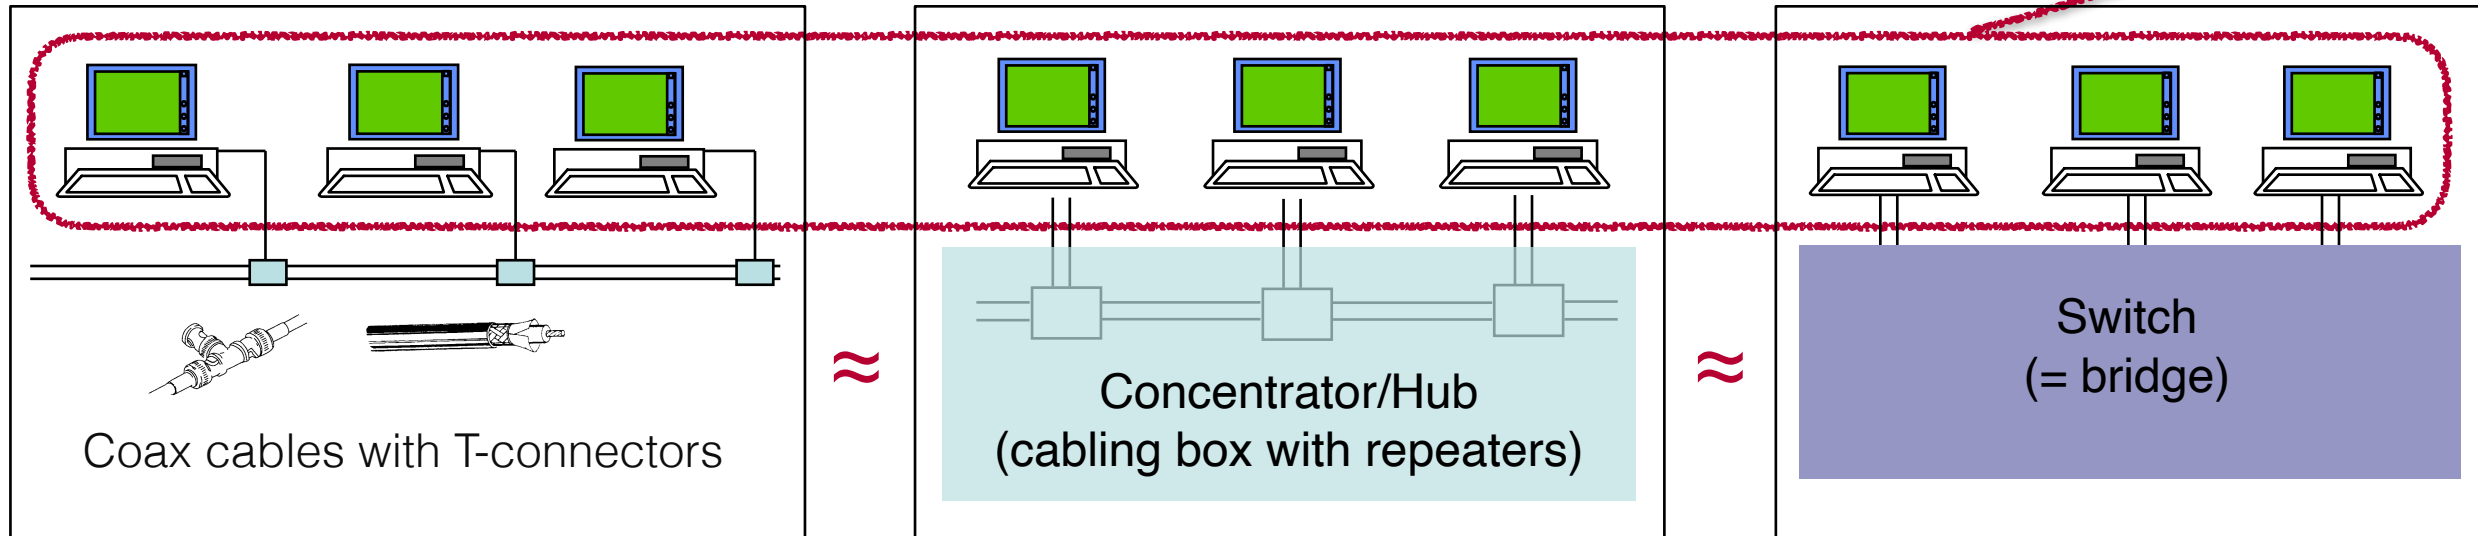 Coax cables with T-connectors
≈
Concentrator/Hub
(cabling box with repeaters)
≈
Switch
(= bridge)